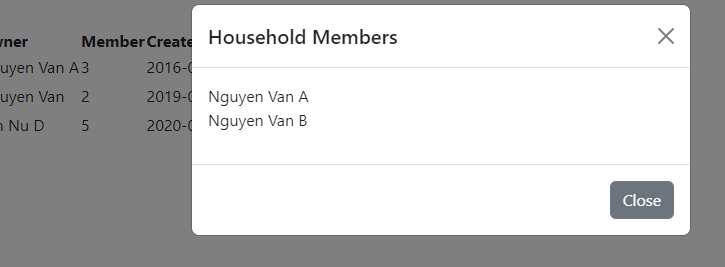 Household Members
wner Member Create
uyen Van A 3 2016-0
Nguyen Van A
uyen Van 2 2019-0
Nguyen Van B
n Nu D 5 2020-0
Close